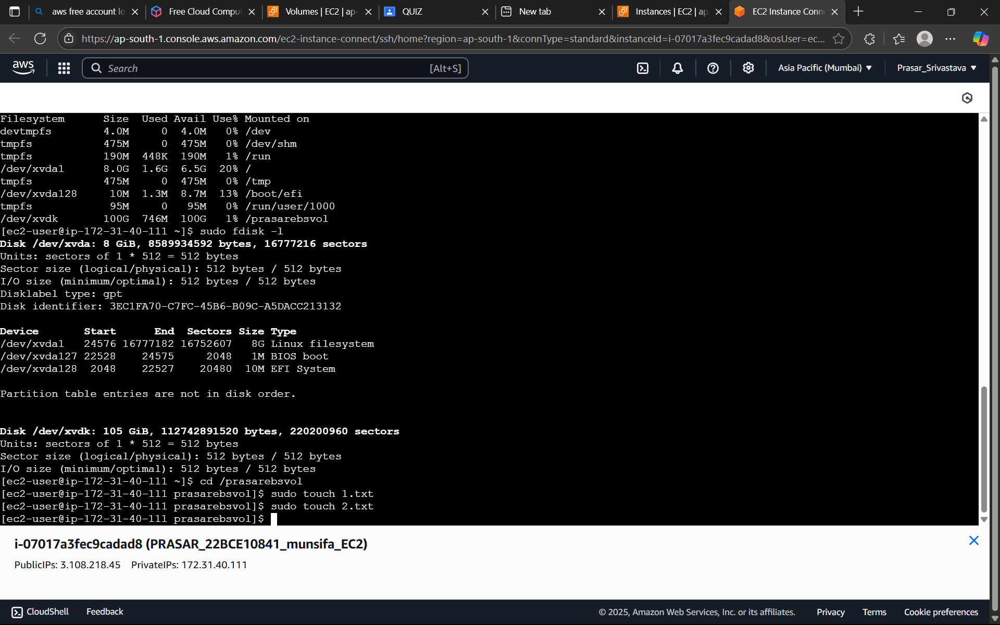 aws free account lo
Free Cloud Comput
Volumes | EC2 | ap-
QUIZ
New tab
Instances | EC2 | ap
EC2 Instance Conn
https://ap-south-1.console.aws.amazon.com/ec2-instance-connect/ssh/home?region=ap-south-1&connType=standard&instanceId=i-07017a3fec9cadad8&osUser=ec...
aws
Search [Alt+S]
Asia Pacific (Mumbai)
Prasar_Srivastava
Filesystem      Size  Used Avail Use% Mounted on
devtmpfs        4.0M     0  4.0M   0% /dev
tmpfs           475M     0  475M   0% /dev/shm
tmpfs           190M  448K  190M   1% /run
/dev/xvda1      8.0G  1.6G  6.5G  20% /
tmpfs           475M     0  475M   0% /tmp
/dev/xvda128     10M  1.3M  8.7M  13% /boot/efi
tmpfs            95M     0   95M   0% /run/user/1000
/dev/xvdk       100G  746M  100G   1% /prasarebsvol
[ec2-user@ip-172-31-40-111 ~]$ sudo fdisk -l
Disk /dev/xvda: 8 GiB, 8589934592 bytes, 16777216 sectors
Units: sectors of 1 * 512 = 512 bytes
Sector size (logical/physical): 512 bytes / 512 bytes
I/O size (minimum/optimal): 512 bytes / 512 bytes
Disklabel type: gpt
Disk identifier: 3EC1FA70-C7FC-45B6-B09C-A5DACC213132
Device       Start      End  Sectors Size Type
/dev/xvda1   24576 16777182 16752607   8G Linux filesystem
/dev/xvda127 22528    24575     2048   1M BIOS boot
/dev/xvda128  2048    22527    20480  10M EFI System
Partition table entries are not in disk order.
Disk /dev/xvdk: 105 GiB, 112742891520 bytes, 220200960 sectors
Units: sectors of 1 * 512 = 512 bytes
Sector size (logical/physical): 512 bytes / 512 bytes
I/O size (minimum/optimal): 512 bytes / 512 bytes
[ec2-user@ip-172-31-40-111 ~]$ cd /prasarebsvol
[ec2-user@ip-172-31-40-111 prasarebsvol]$ sudo touch 1.txt
[ec2-user@ip-172-31-40-111 prasarebsvol]$ sudo touch 2.txt
[ec2-user@ip-172-31-40-111 prasarebsvol]$
i-07017a3fec9cadad8 (PRASAR_22BCE10841_munsifa_EC2)
PublicIPs: 3.108.218.45 PrivateIPs: 172.31.40.111
CloudShell Feedback
© 2025, Amazon Web Services, Inc. or its affiliates. Privacy Terms Cookie preferences